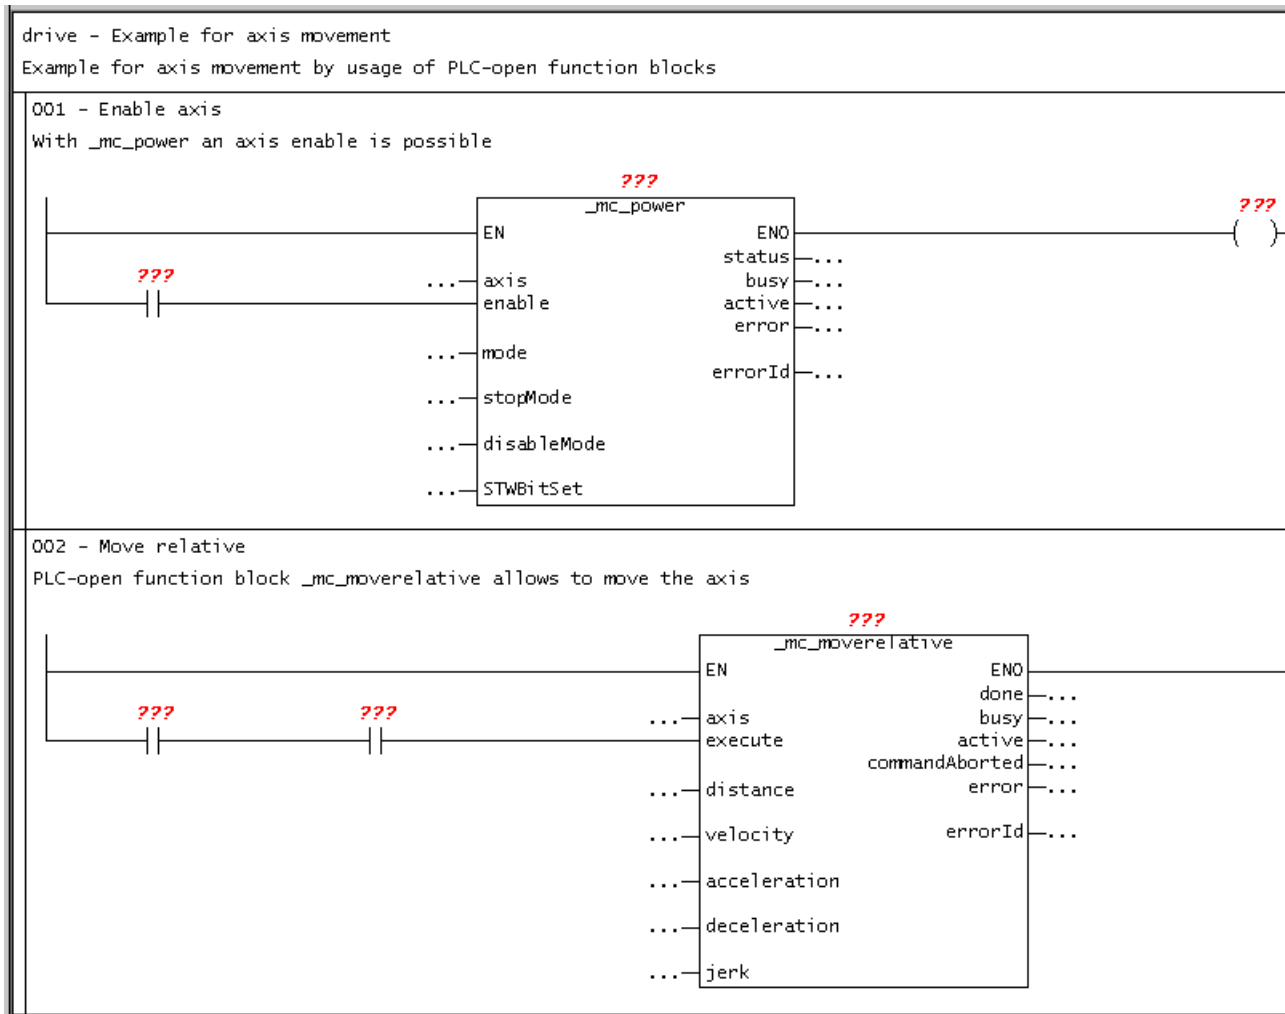 drive - Example for axis movement
Example for axis movement by usage of PLC-open function blocks
001 - Enable axis
With _mc_power an axis enable is possible
???
_mc_power
???
EN ENO
status ...
??? ... axis busy ...
enable active ...
error ...
... mode
errorId ...
... stopMode
... disableMode
... STWBitSet
002 - Move relative
PLC-open function block _mc_moverelative allows to move the axis
???
_mc_moverelative
EN ENO
done ...
??? ??? ... axis busy ...
execute active ...
commandAborted ...
... distance error ...
... velocity errorId ...
... acceleration
... deceleration
... jerk